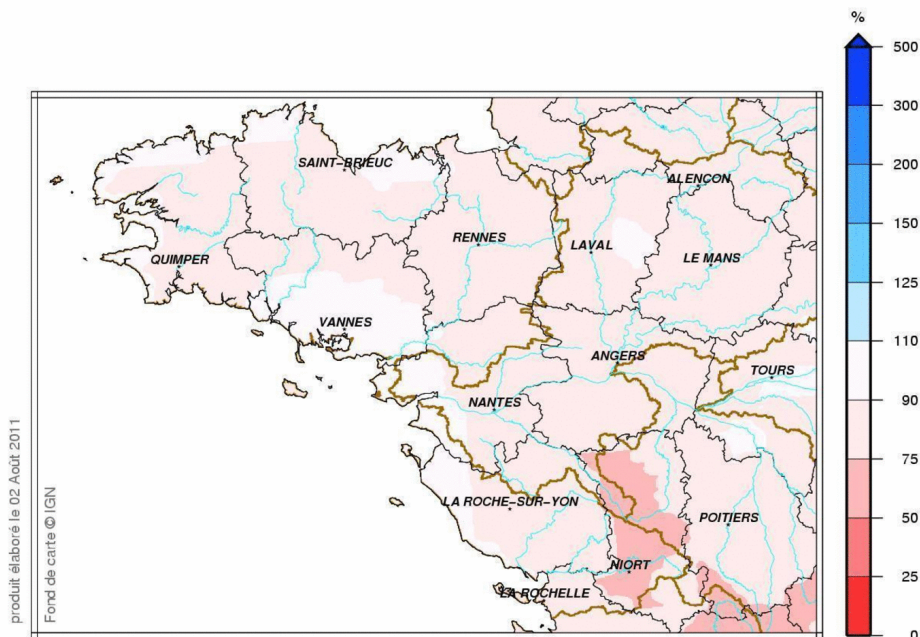 %
500
300
200
150
125
110
90
75
50
25
0
SAINT-BRIEUC
ALENCON
RENNES
LAVAL
LE MANS
QUIMPER
VANNES
ANGERS
TOURS
NANTES
LA ROCHE-SUR-YON
POITIERS
NIORT
LA ROCHELLE
produit élaboré le 02 Août 2011
Fond de carte © IGN